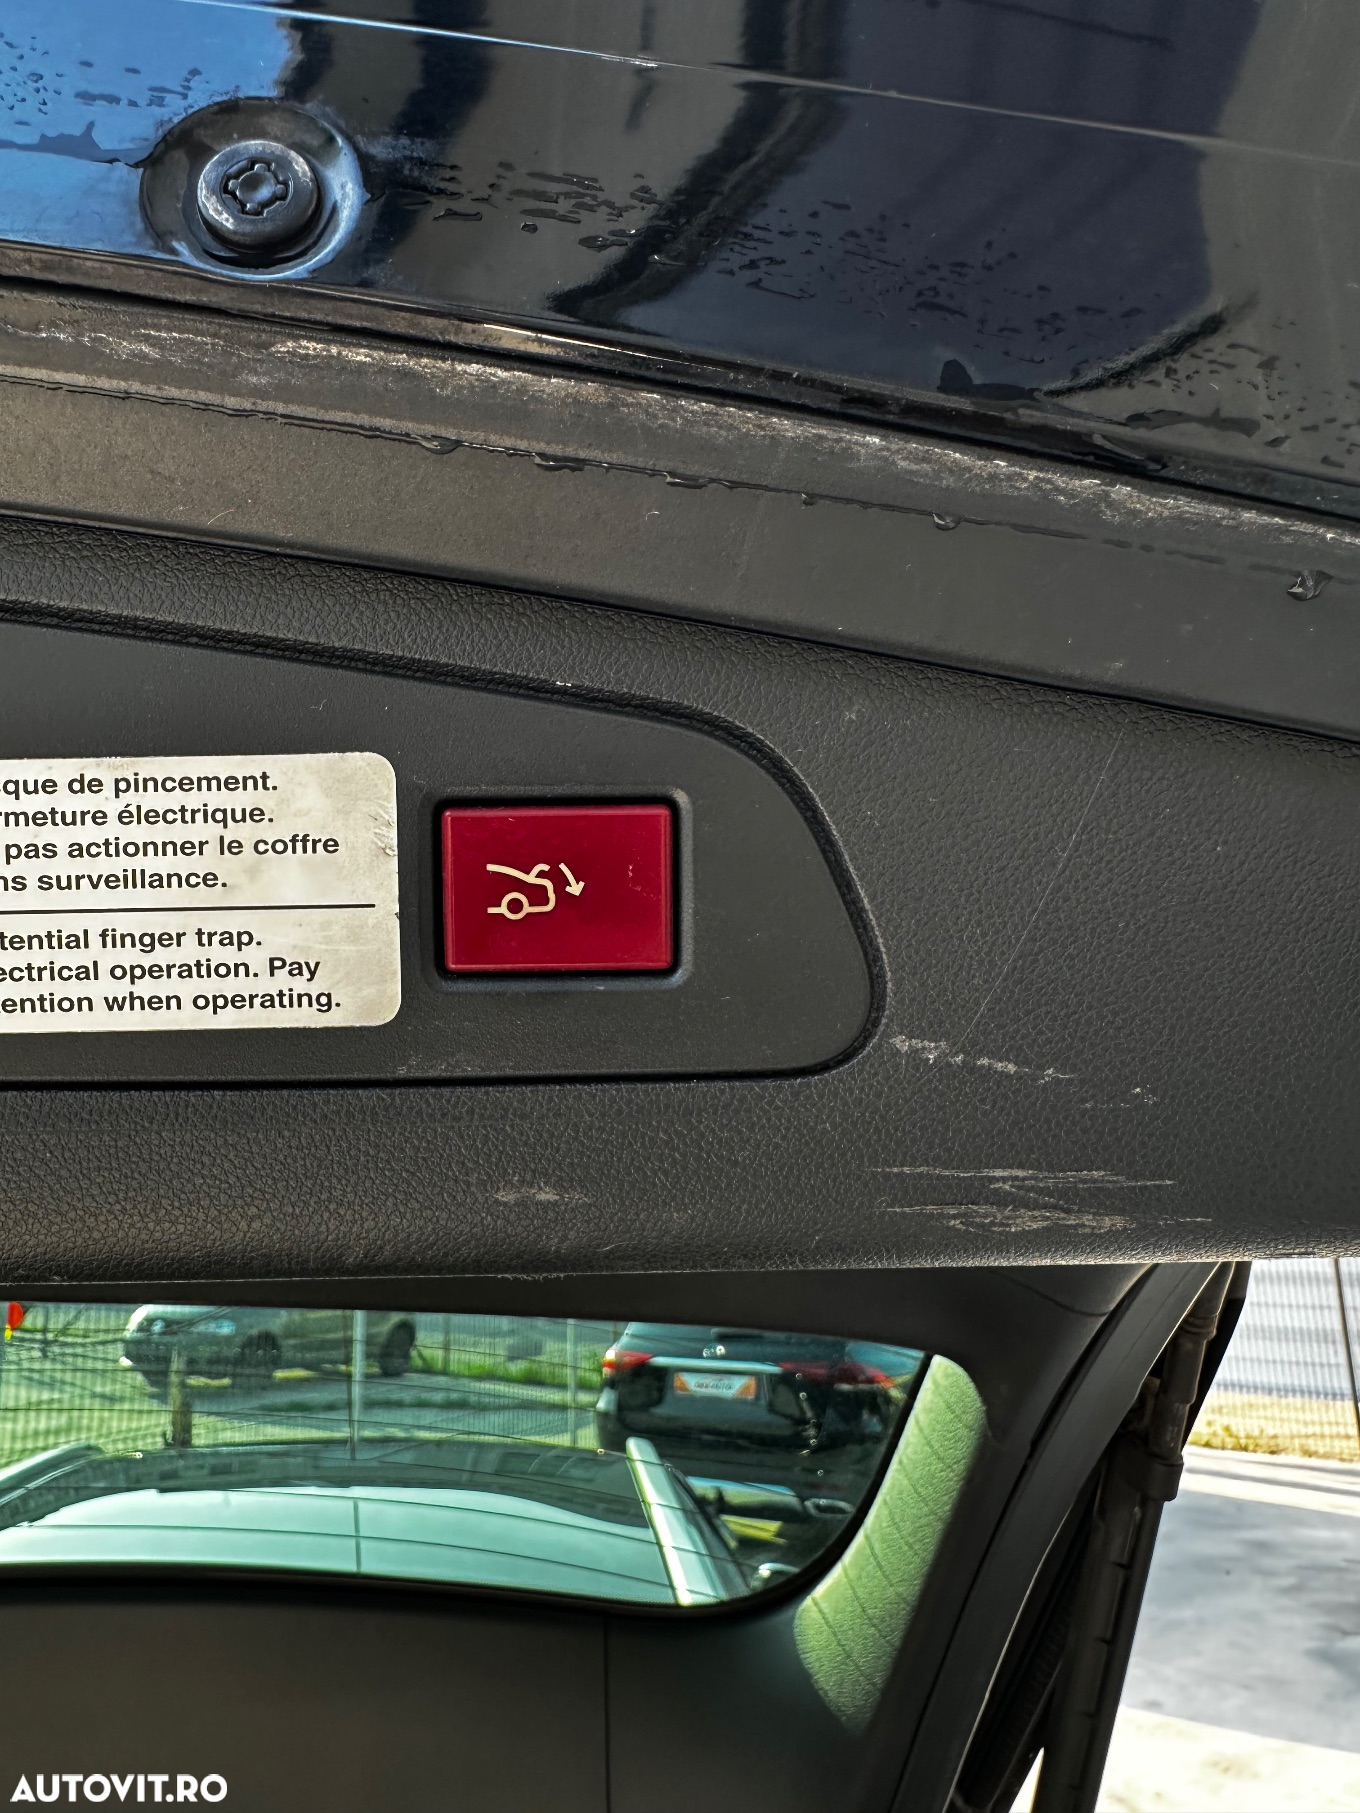 que de pincement.
rmeture électrique.
pas actionner le coffre
ns surveillance.
tential finger trap.
ectrical operation. Pay
ention when operating.
AUTOVIT.RO